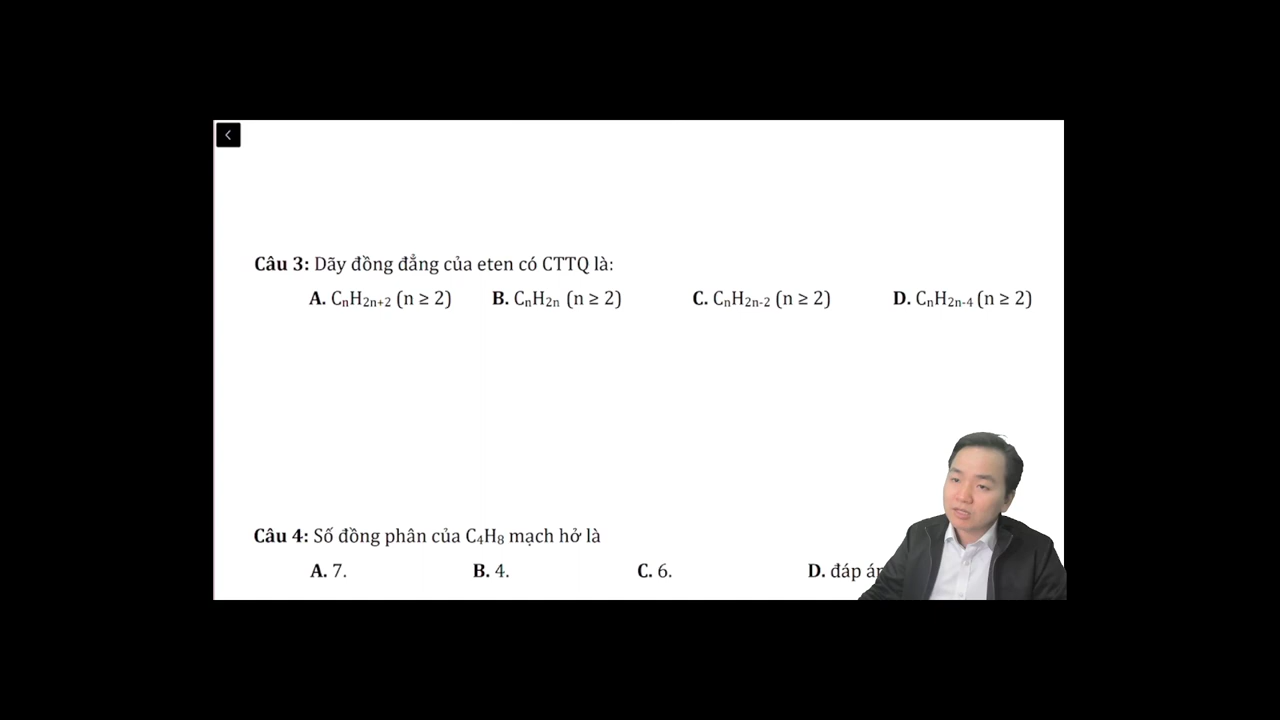 Câu 3: Dãy đồng đẳng của eten có CTTQ là:
A. CₙH₂ₙ₊₂ (n ≥ 2) B. CₙH₂ₙ (n ≥ 2) C. CₙH₂ₙ₋₂ (n ≥ 2) D. CₙH₂ₙ₋₄ (n ≥ 2)
Câu 4: Số đồng phân của C₄H₈ mạch hở là
A. 7. B. 4. C. 6. D. đáp